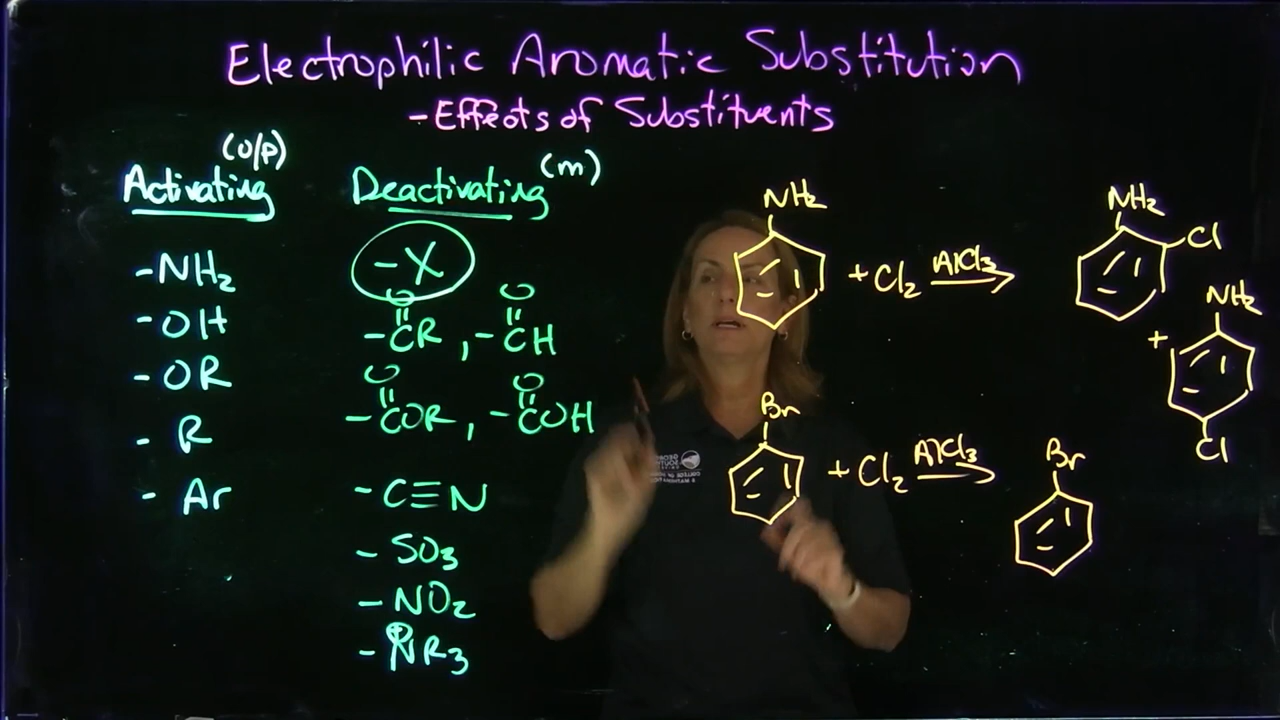 Electrophilic Aromatic Substitution
-Effects of Substituents
Activating (o/p)
-NH2
-OH
-OR
-R
-Ar
Deactivating (m)
-X
O O
-CR, -CH
O O
-COR, -COH
-C≡N
-SO3
-NO2
-⊕NR3
NH2
+ Cl2 AlCl3
NH2
Cl
+
NH2
Cl
Br
+ Cl2 AlCl3
Br